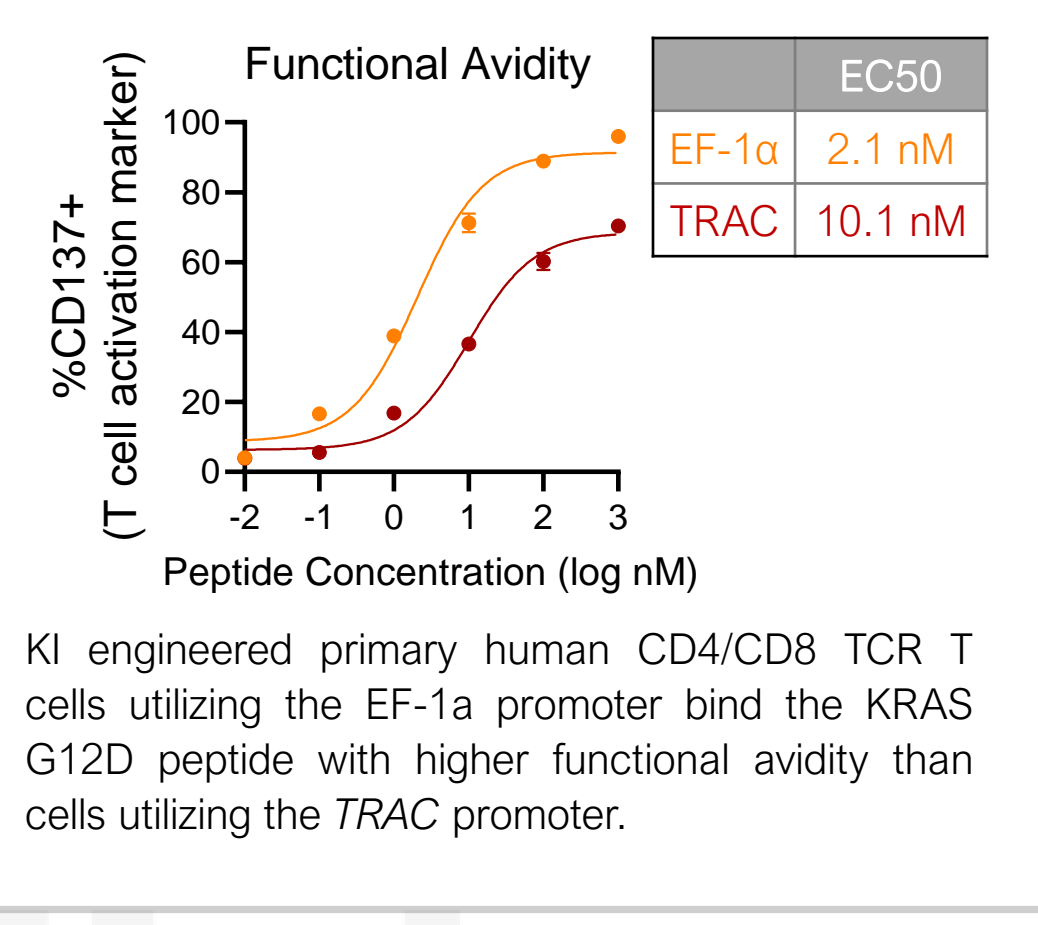 Functional Avidity
%CD137+
(T cell activation marker)
100
80
60
40
20
0
-2 -1 0 1 2 3
Peptide Concentration (log nM)
EC50
EF-1α 2.1 nM
TRAC 10.1 nM
KI engineered primary human CD4/CD8 TCR T
cells utilizing the EF-1a promoter bind the KRAS
G12D peptide with higher functional avidity than
cells utilizing the TRAC promoter.